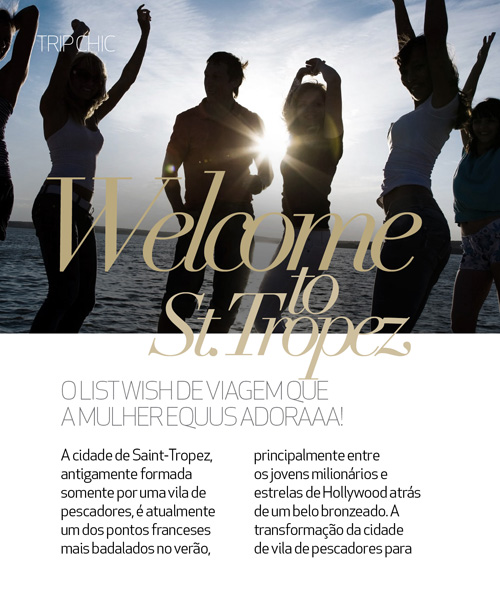 TRIP CHIC
Welcome
to
St. Tropez
O LIST WISH DE VIAGEM QUE
A MULHER EQUUS ADORAAA!
A cidade de Saint-Tropez,
antigamente formada
somente por uma vila de
pescadores, é atualmente
um dos pontos franceses
mais badalados no verão,
principalmente entre
os jovens milionários e
estrelas de Hollywood atrás
de um belo bronzeado. A
transformação da cidade
de vila de pescadores para